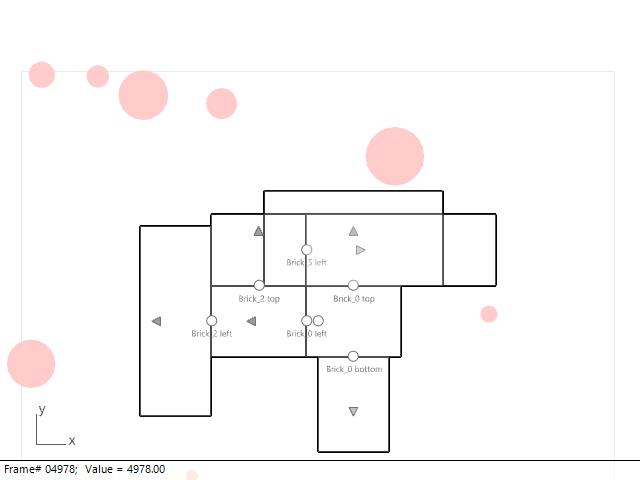 Brick_5 left
Brick_2 top
Brick_0 top
Brick_2 left
Brick_0 left
Brick_0 bottom
y
x
Frame# 04978;  Value = 4978.00